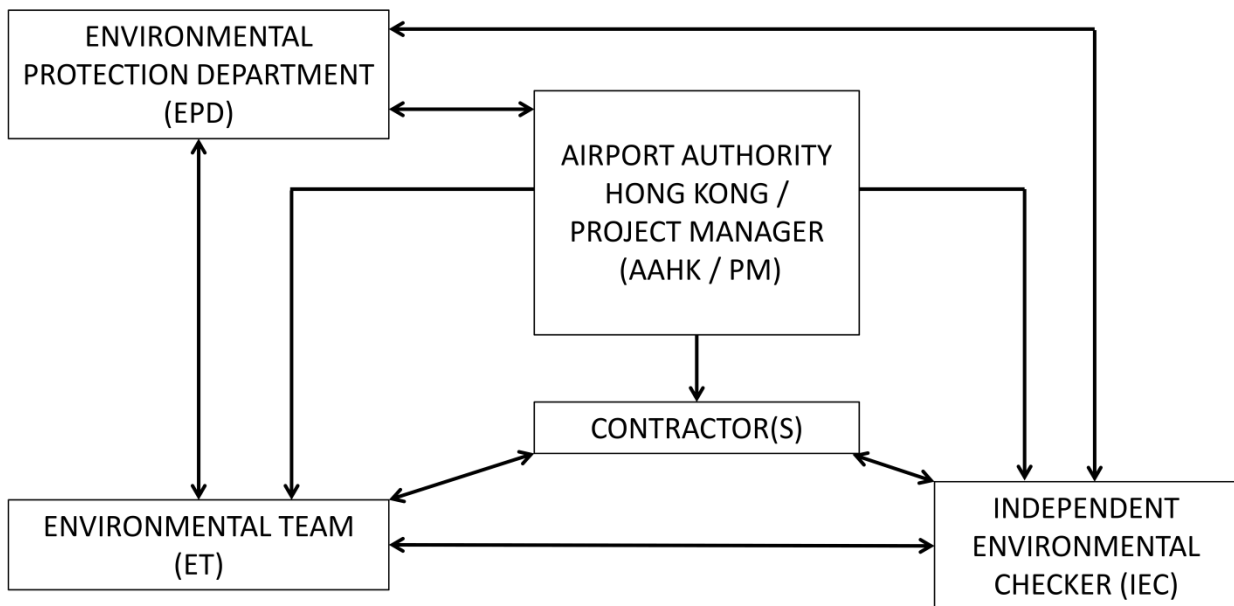 ENVIRONMENTAL
PROTECTION DEPARTMENT
(EPD)
AIRPORT AUTHORITY
HONG KONG /
PROJECT MANAGER
(AAHK / PM)
CONTRACTOR(S)
ENVIRONMENTAL TEAM
(ET)
INDEPENDENT
ENVIRONMENTAL
CHECKER (IEC)